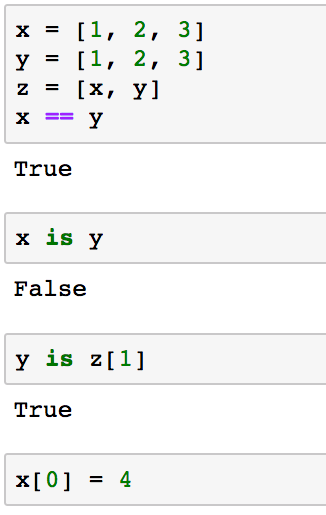 x = [1, 2, 3]
y = [1, 2, 3]
z = [x, y]
x == y
True
x is y
False
y is z[1]
True
x[0] = 4